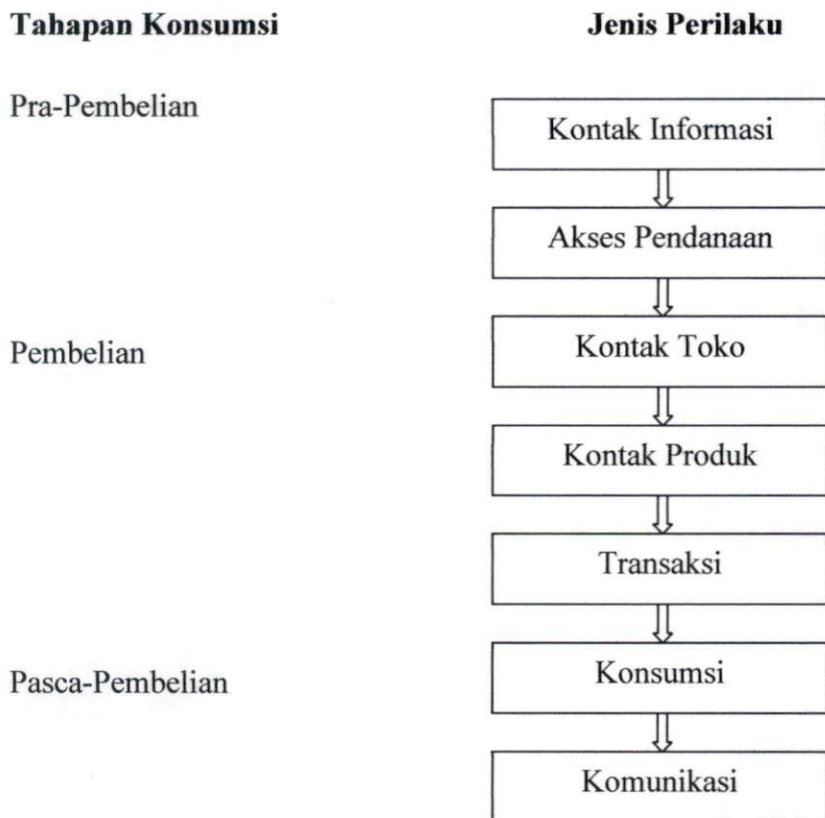 Tahapan Konsumsi Jenis Perilaku
Pra-Pembelian
Kontak Informasi
Akses Pendanaan
Pembelian
Kontak Toko
Kontak Produk
Transaksi
Pasca-Pembelian
Konsumsi
Komunikasi